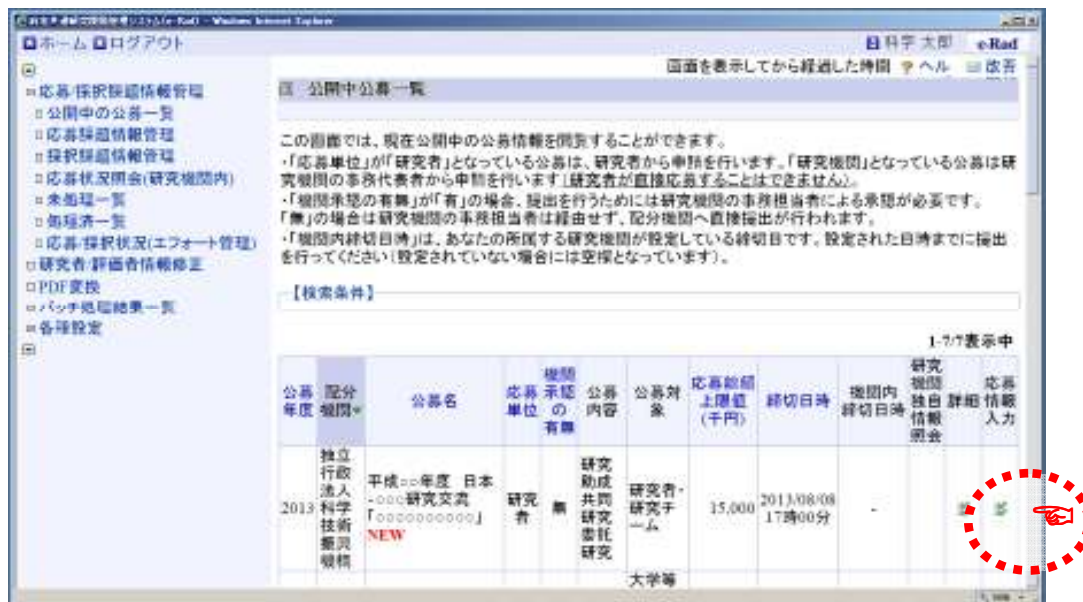 府省共通研究開発管理システム(e-Rad) - Windows Internet Explorer
ホーム ログアウト
科学 太郎 e-Rad
画面を表示してから経過した時間 ヘル
応募/採択課題情報管理
公開中の公募一覧
応募課題情報管理
採択課題情報管理
応募状況照会(研究機関内)
未処理一覧
処理済一覧
応募/採択状況(エフォート管理)
研究者/評価者情報修正
PDF変換
バッチ処理結果一覧
各種設定
公開中公募一覧
この画面では、現在公開中の公募情報を閲覧することができます。
・「応募単位」が「研究者」となっている公募は、研究者から申請を行います。「研究機関」となっている公募は研
究機関の事務代表者から申請を行います(研究者が直接応募することはできません)。
・「機関承認の有無」が「有」の場合、提出を行うためには研究機関の事務担当者による承認が必要です。
「無」の場合は研究機関の事務担当者は経由せず、配分機関へ直接提出が行われます。
・「機関内締切日時」は、あなたの所属する研究機関が設定している締切日です。設定された日時までに提出
を行ってください(設定されていない場合には空欄となっています)。
【検索条件】
1-7/7表示中
公募
年度
配分
機関
公募名
応募
単位
機関
承認
の
有無
公募
内容
公募対
象
応募総額
上限値
(千円)
締切日時
機関内
締切日時
研究
機関
独自
情報
照会
詳細
応募
情報
入力
2013
独立
行政
法人
科学
技術
振興
機構
平成○○年度 日本
-○○○研究交流
「○○○○○○○○○○」
NEW
研究
者
無
研究
助成
共同
研究
委託
研究
研究者・
研究チ
ーム
15,000
2013/08/08
17時00分
-
大学等